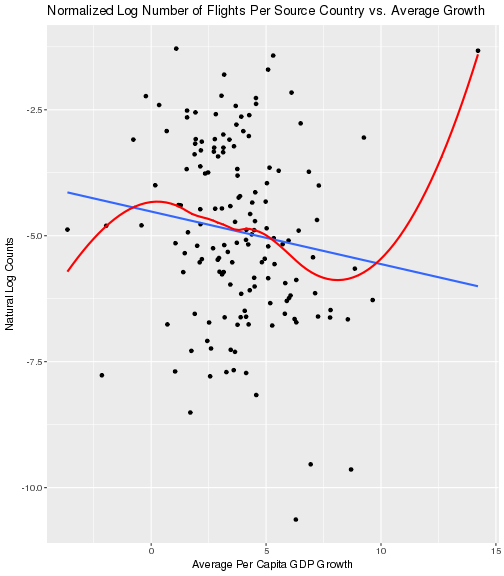 Normalized Log Number of Flights Per Source Country vs. Average Growth
Natural Log Counts
-2.5
-5.0
-7.5
-10.0
0
5
10
15
Average Per Capita GDP Growth